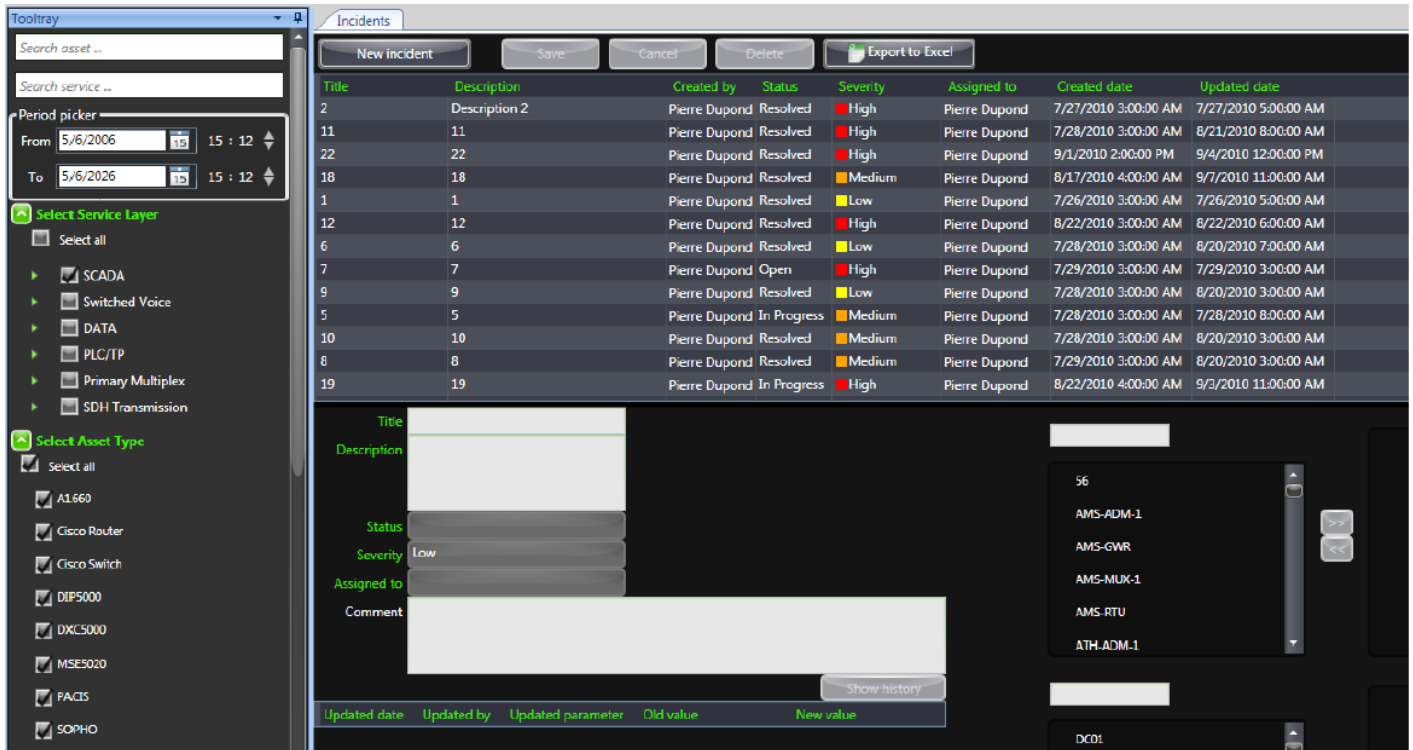 Tooltray
Search asset ...
Search service ...
Period picker
From 5/6/2006 15 15 : 12
To 5/6/2026 15 15 : 12
Select Service Layer
Select all
SCADA
Switched Voice
DATA
PLC/TP
Primary Multiplex
SDH Transmission
Select Asset Type
Select all
A1660
Cisco Router
Cisco Switch
DIP5000
DXC5000
MSE5020
PACIS
SOPHO
Incidents
New incident Save Cancel Delete Export to Excel
Title Description Created by Status Severity Assigned to Created date Updated date
2 Description 2 Pierre Dupond Resolved High Pierre Dupond 7/27/2010 3:00:00 AM 7/27/2010 5:00:00 AM
11 11 Pierre Dupond Resolved High Pierre Dupond 7/28/2010 3:00:00 AM 8/21/2010 8:00:00 AM
22 22 Pierre Dupond Resolved High Pierre Dupond 9/1/2010 2:00:00 PM 9/4/2010 12:00:00 PM
18 18 Pierre Dupond Resolved Medium Pierre Dupond 8/17/2010 4:00:00 AM 9/7/2010 11:00:00 AM
1 1 Pierre Dupond Resolved Low Pierre Dupond 7/26/2010 3:00:00 AM 7/26/2010 5:00:00 AM
12 12 Pierre Dupond Resolved High Pierre Dupond 8/22/2010 3:00:00 AM 8/22/2010 6:00:00 AM
6 6 Pierre Dupond Resolved Low Pierre Dupond 7/28/2010 3:00:00 AM 8/20/2010 7:00:00 AM
7 7 Pierre Dupond Open High Pierre Dupond 7/29/2010 3:00:00 AM 7/29/2010 3:00:00 AM
9 9 Pierre Dupond Resolved Low Pierre Dupond 7/28/2010 3:00:00 AM 8/20/2010 3:00:00 AM
5 5 Pierre Dupond In Progress Medium Pierre Dupond 7/28/2010 3:00:00 AM 7/28/2010 8:00:00 AM
10 10 Pierre Dupond Resolved Medium Pierre Dupond 7/28/2010 3:00:00 AM 8/20/2010 3:00:00 AM
8 8 Pierre Dupond Resolved Medium Pierre Dupond 7/29/2010 3:00:00 AM 8/20/2010 3:00:00 AM
19 19 Pierre Dupond In Progress High Pierre Dupond 8/22/2010 4:00:00 AM 9/3/2010 11:00:00 AM
Title
Description
Status
Severity Low
Assigned to
Comment
Show history
Updated date Updated by Updated parameter Old value New value
56
AMS-ADM-1
AMS-GWR
AMS-MUX-1
AMS-RTU
ATH-ADM-1
>>
<<
DC01